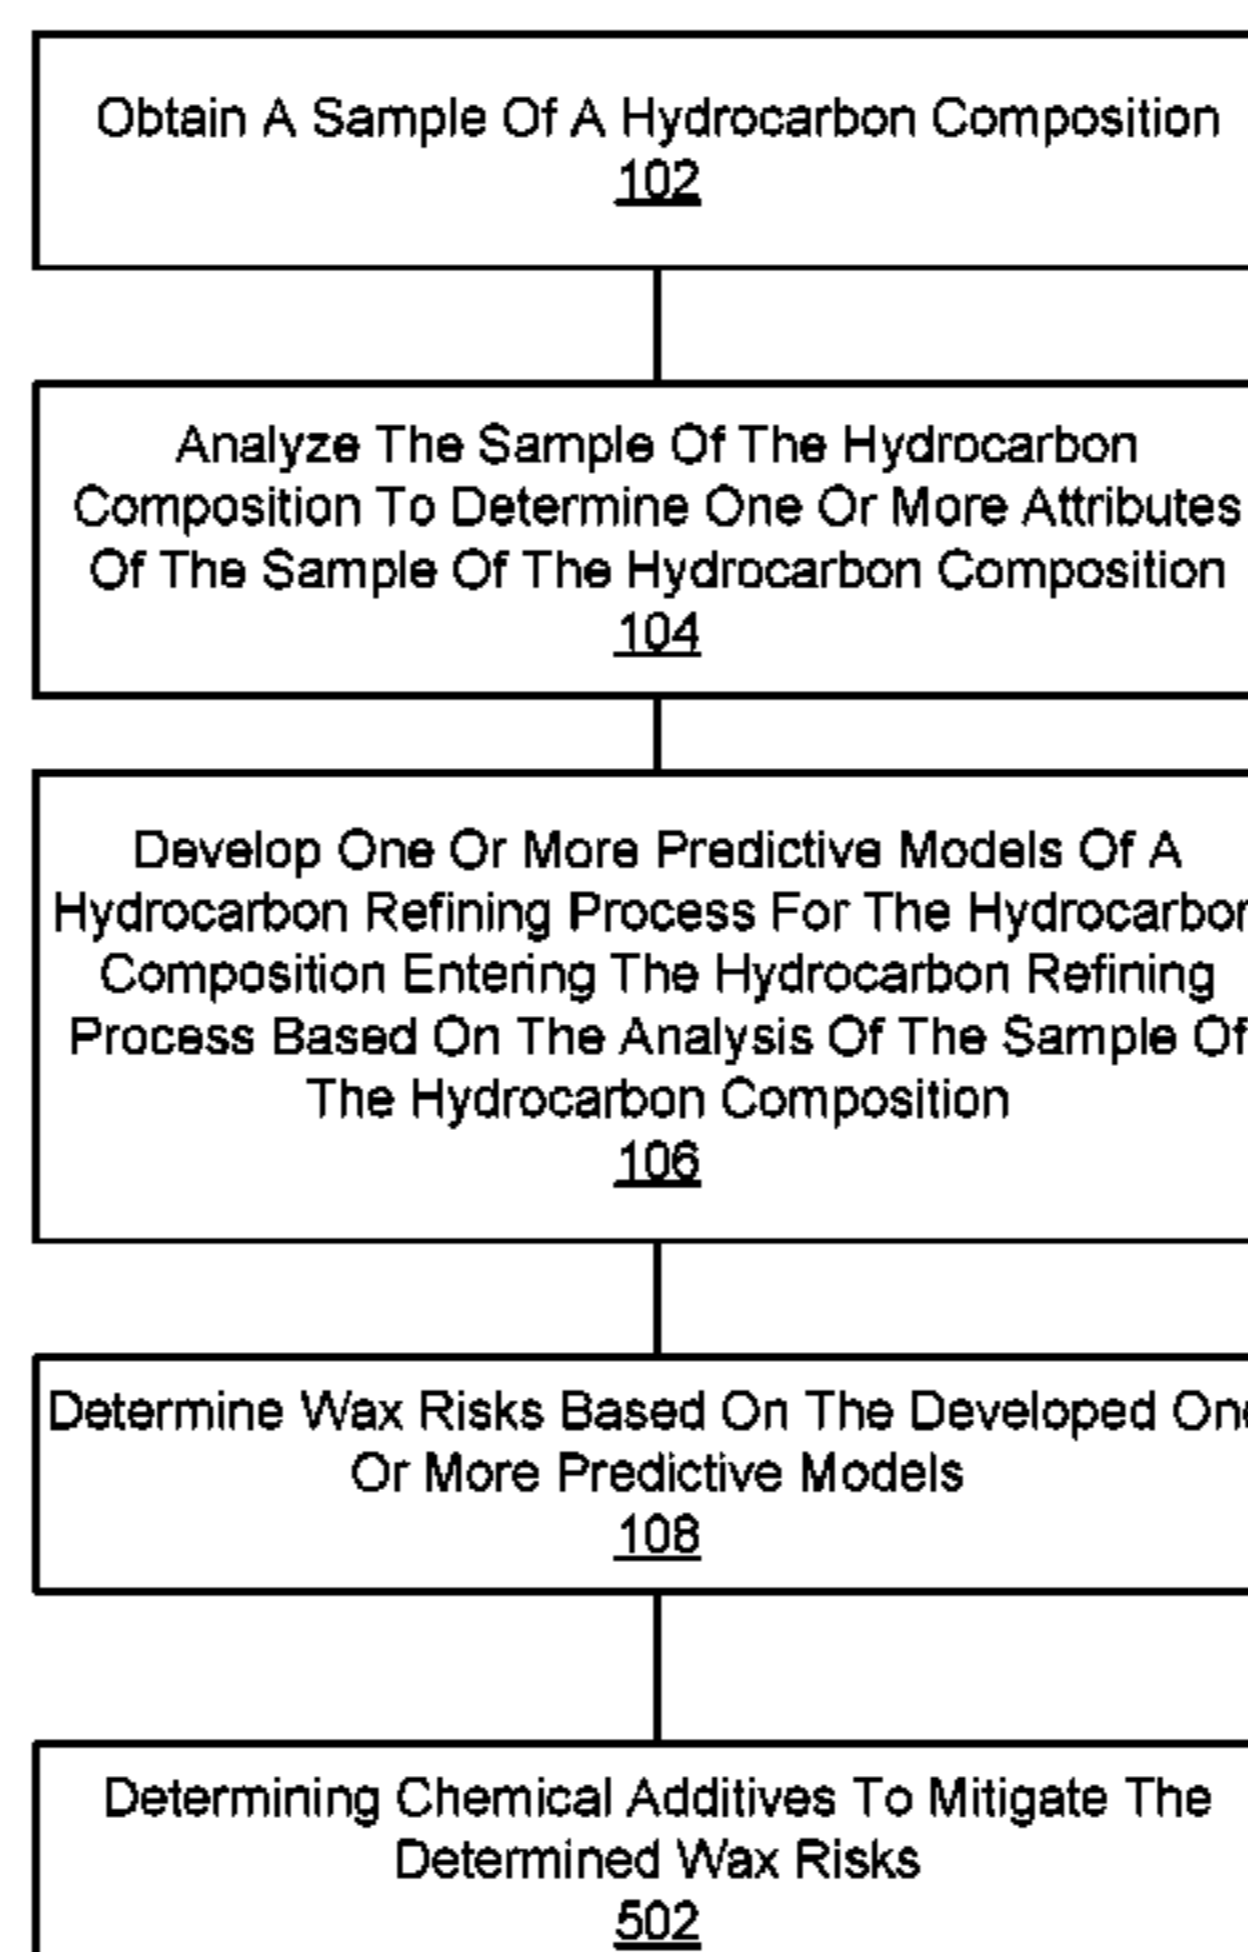 Obtain A Sample Of A Hydrocarbon Composition
102
Analyze The Sample Of The Hydrocarbon
Composition To Determine One Or More Attributes
Of The Sample Of The Hydrocarbon Composition
104
Develop One Or More Predictive Models Of A
Hydrocarbon Refining Process For The Hydrocarbon
Composition Entering The Hydrocarbon Refining
Process Based On The Analysis Of The Sample Of
The Hydrocarbon Composition
106
Determine Wax Risks Based On The Developed One
Or More Predictive Models
108
Determining Chemical Additives To Mitigate The
Determined Wax Risks
502